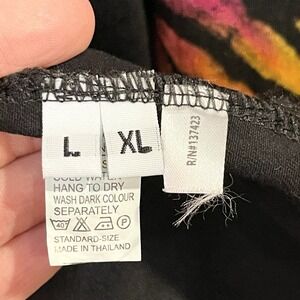 L
XL
R/N#137423
COLD WATER
HANG TO DRY
WASH DARK COLOUR
SEPARATELY
40
P
STANDARD-SIZE
MADE IN THAILAND